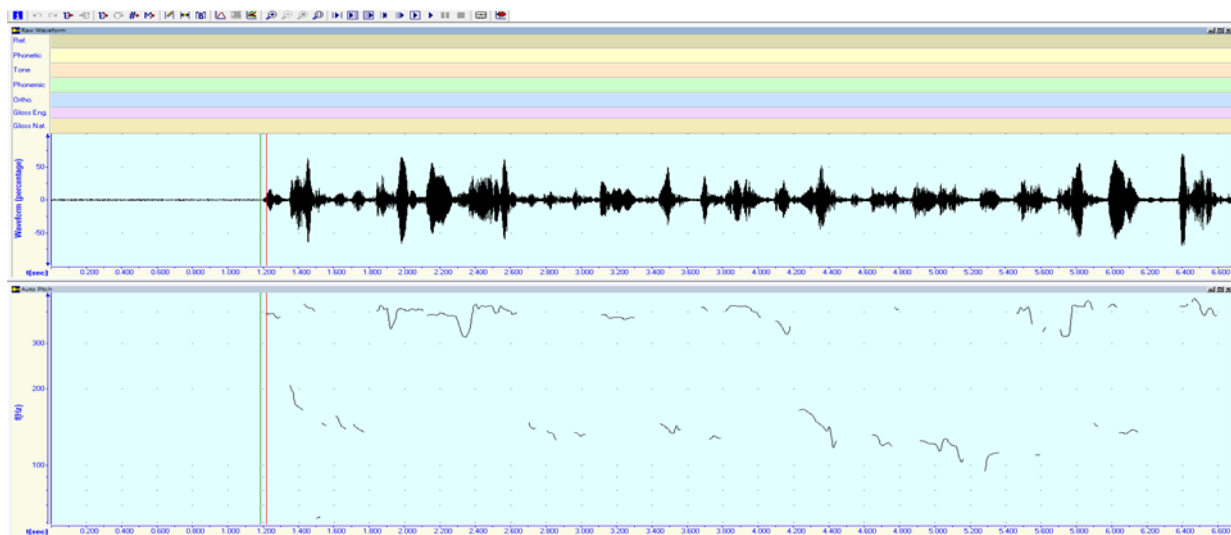 Raw Waveform
Ref.
Phonetic
Tone
Phonemic
Ortho.
Gloss Eng.
Gloss Nat.
Waveform (percentage)
50
0
-50
t(sec) 0.200 0.400 0.600 0.800 1.000 1.200 1.400 1.600 1.800 2.000 2.200 2.400 2.600 2.800 3.000 3.200 3.400 3.600 3.800 4.000 4.200 4.400 4.600 4.800 5.000 5.200 5.400 5.600 5.800 6.000 6.200 6.400 6.600
Auto Pitch
300
200
f(Hz)
100
t(sec) 0.200 0.400 0.600 0.800 1.000 1.200 1.400 1.600 1.800 2.000 2.200 2.400 2.600 2.800 3.000 3.200 3.400 3.600 3.800 4.000 4.200 4.400 4.600 4.800 5.000 5.200 5.400 5.600 5.800 6.000 6.200 6.400 6.600